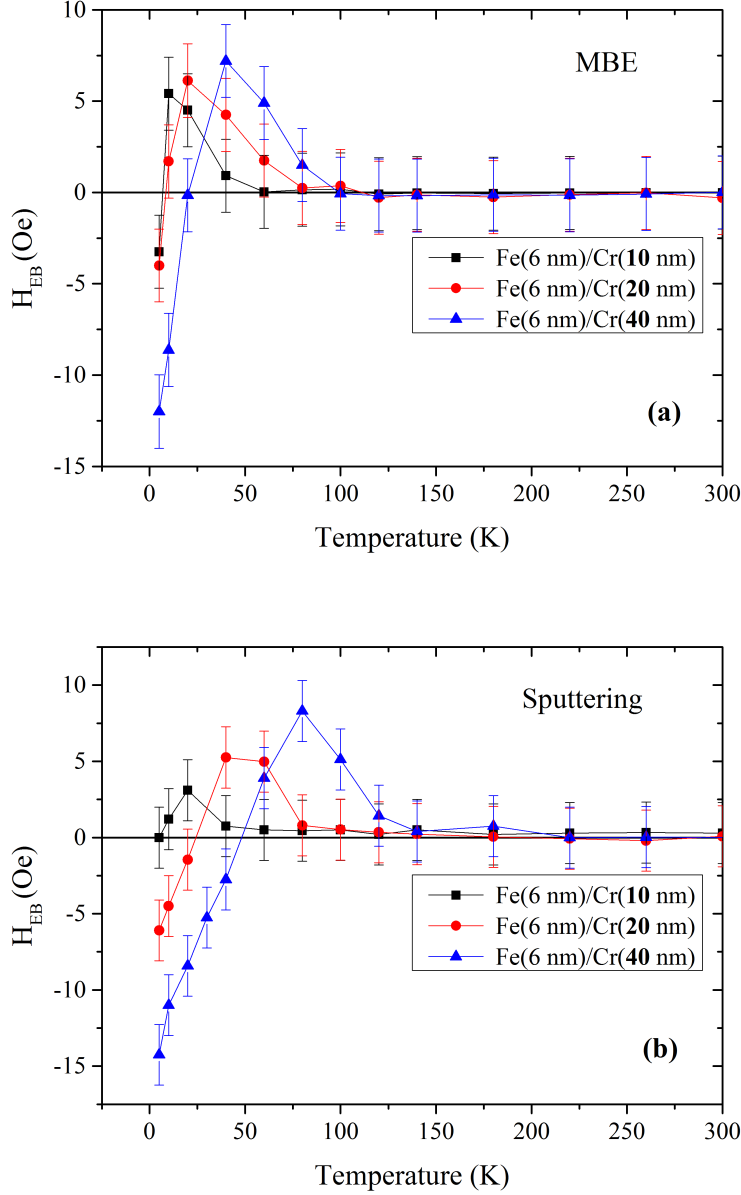 10
5
0
-5
-10
-15
H_EB (Oe)
MBE
Fe(6 nm)/Cr(10 nm)
Fe(6 nm)/Cr(20 nm)
Fe(6 nm)/Cr(40 nm)
(a)
0 50 100 150 200 250 300
Temperature (K)
10
5
0
-5
-10
-15
H_EB (Oe)
Sputtering
Fe(6 nm)/Cr(10 nm)
Fe(6 nm)/Cr(20 nm)
Fe(6 nm)/Cr(40 nm)
(b)
0 50 100 150 200 250 300
Temperature (K)